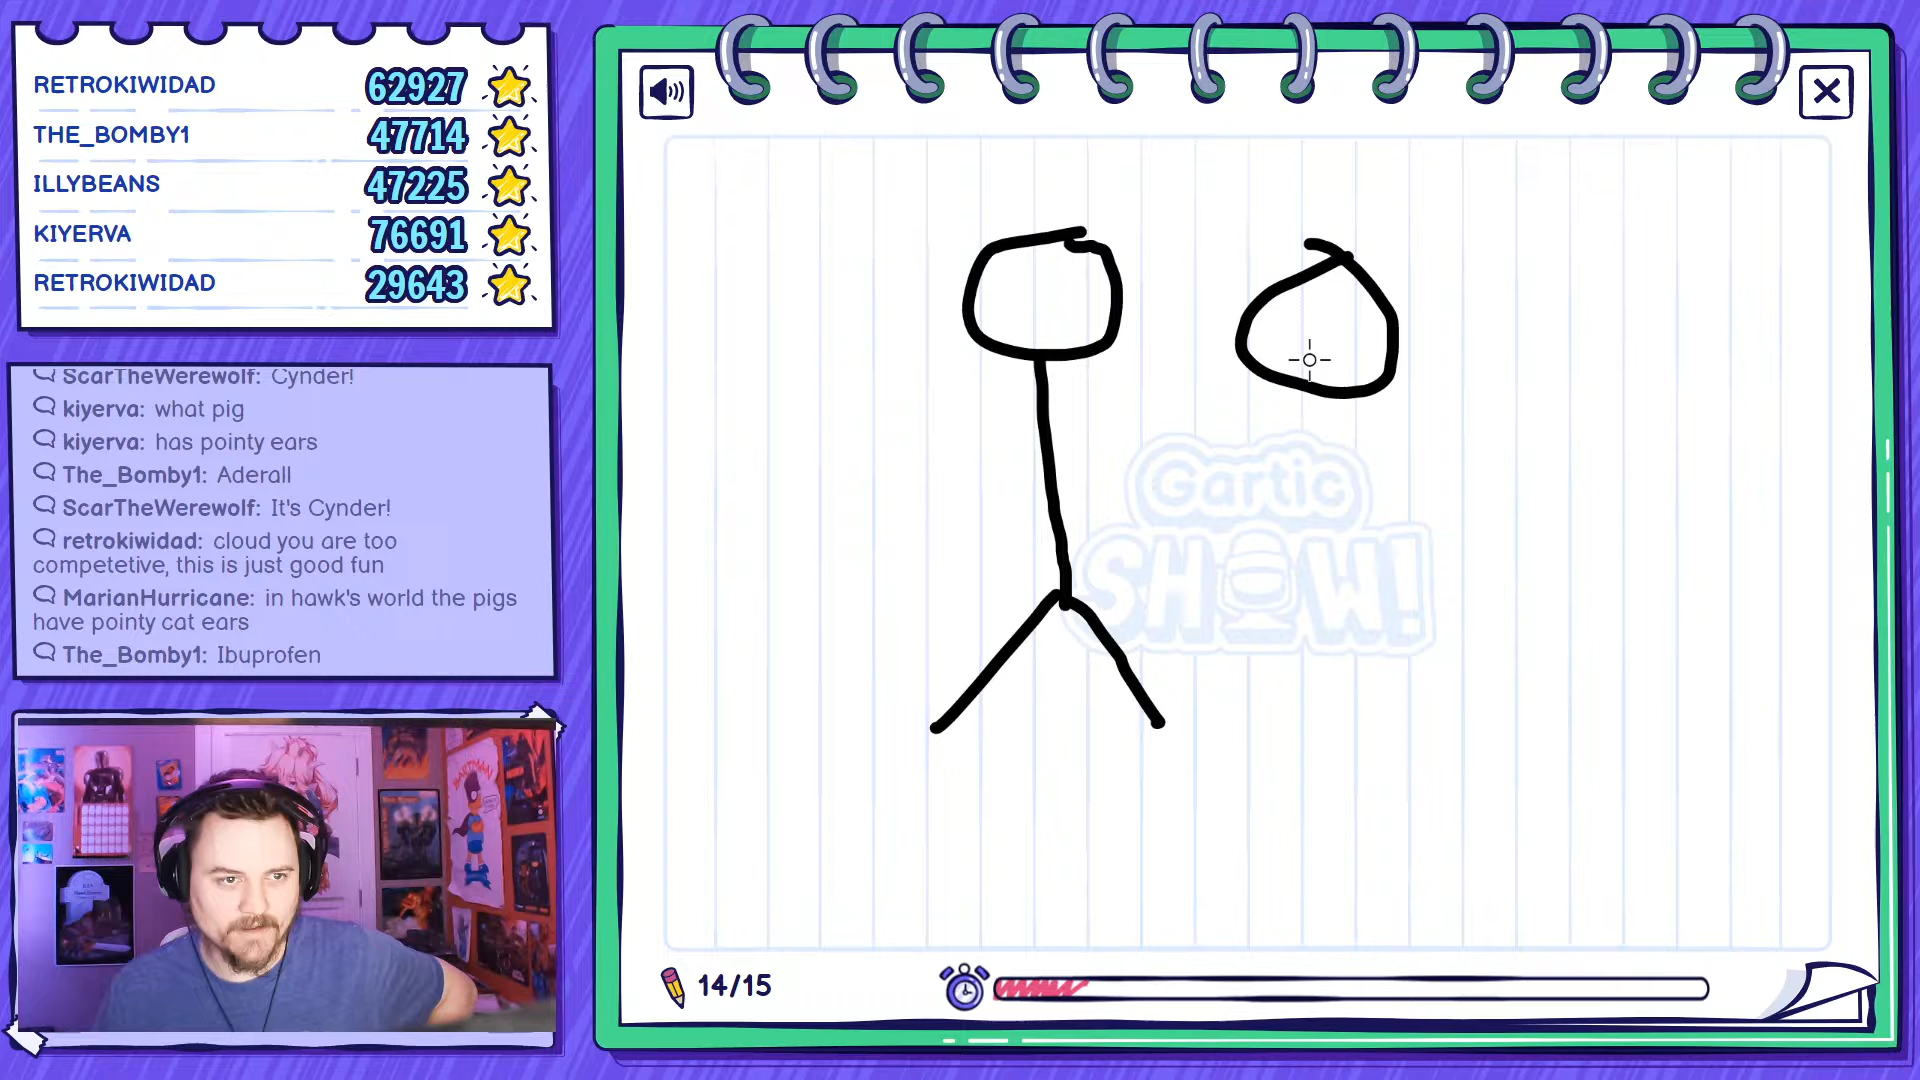 RETROKIWIDAD 62927
THE_BOMBY1 47714
ILLYBEANS 47225
KIYERVA 76691
RETROKIWIDAD 29643
ScarTheWerewolf: Cynder!
kiyerva: what pig
kiyerva: has pointy ears
The_Bomby1: Aderall
ScarTheWerewolf: It's Cynder!
retrokiwidad: cloud you are too
competetive, this is just good fun
MarianHurricane: in hawk's world the pigs
have pointy cat ears
The_Bomby1: Ibuprofen
Gartic
SHOW!
14/15
BARTMAN